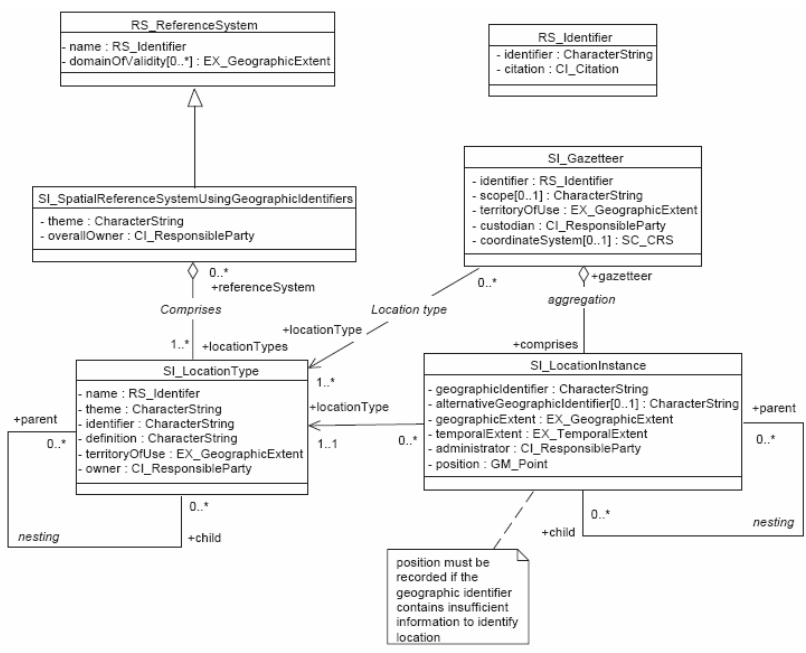 RS_ReferenceSystem
- name : RS_Identifier
- domainOfValidity[0..*] : EX_GeographicExtent
RS_Identifier
- identifier : CharacterString
- citation : CI_Citation
SI_SpatialReferenceSystemUsingGeographicIdentifiers
- theme : CharacterString
- overallOwner : CI_ResponsibleParty
SI_Gazetteer
- identifier : RS_Identifier
- scope[0..1] : CharacterString
- territoryOfUse : EX_GeographicExtent
- custodian : CI_ResponsibleParty
- coordinateSystem[0..1] : SC_CRS
0..*
+referenceSystem
Comprises
1..*
+locationTypes
0..*
Location type
+locationType
1..*
+gazetteer
aggregation
+comprises
SI_LocationType
- name : RS_Identifer
- theme : CharacterString
- identifier : CharacterString
- definition : CharacterString
- territoryOfUse : EX_GeographicExtent
- owner : CI_ResponsibleParty
+locationType
1..1
0..*
SI_LocationInstance
- geographicIdentifier : CharacterString
- alternativeGeographicIdentifier[0..1] : CharacterString
- geographicExtent : EX_GeographicExtent
- temporalExtent : EX_TemporalExtent
- administrator : CI_ResponsibleParty
- position : GM_Point
+parent
0..*
0..*
nesting
+child
+parent
0..*
0..*
nesting
+child
position must be
recorded if the
geographic identifier
contains insufficient
information to identify
location